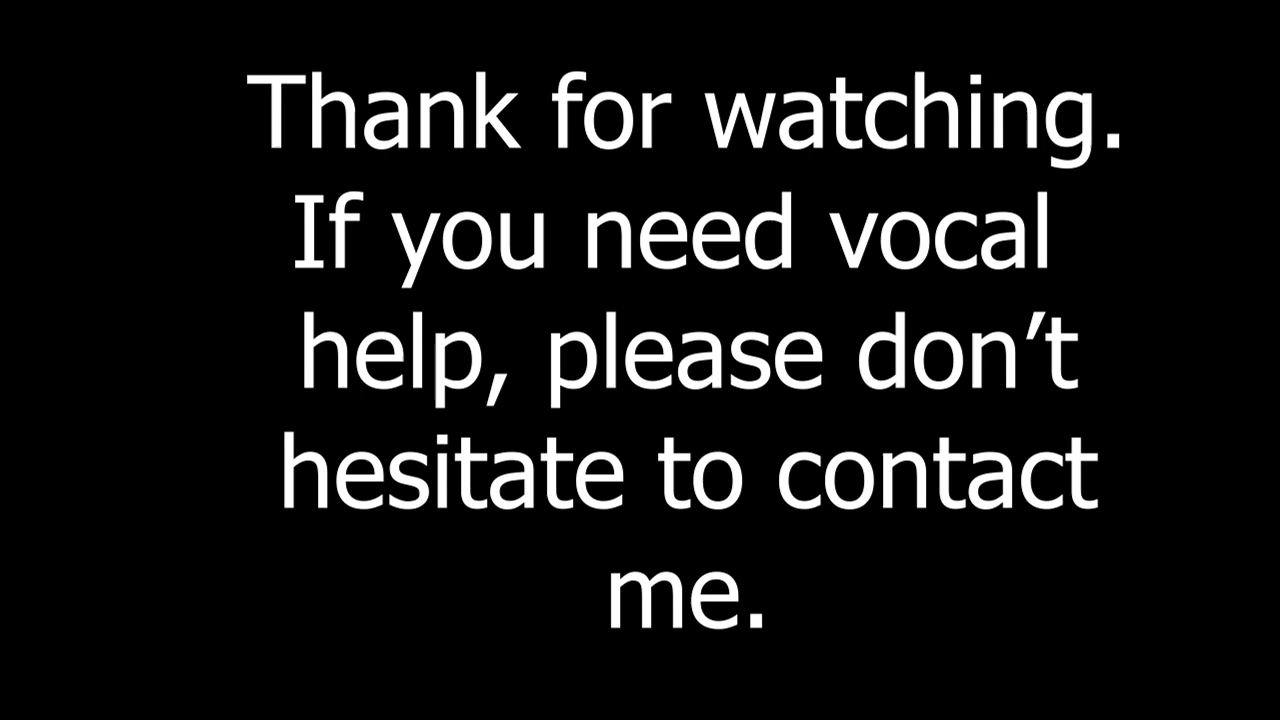 Thank for watching.
If you need vocal
help, please don’t
hesitate to contact
me.